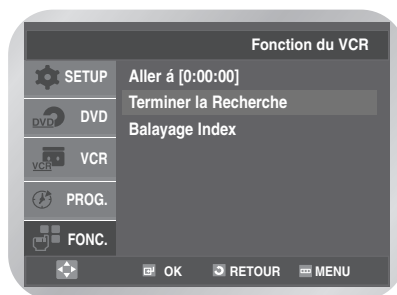 Fonction du VCR
SETUP
Aller á [0:00:00]
Terminer la Recherche
DVD DVD
Balayage Index
VCR VCR
PROG.
FONC.
OK RETOUR MENU